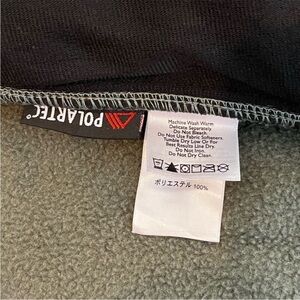 POLARTEC®
Machine Wash Warm
Delicate Separately.
Do Not Bleach.
Do Not Use Fabric Softeners.
Tumble Dry Low Or For
Best Results Line Dry.
Do Not Iron.
Do Not Dry Clean.
ポリエステル 100%